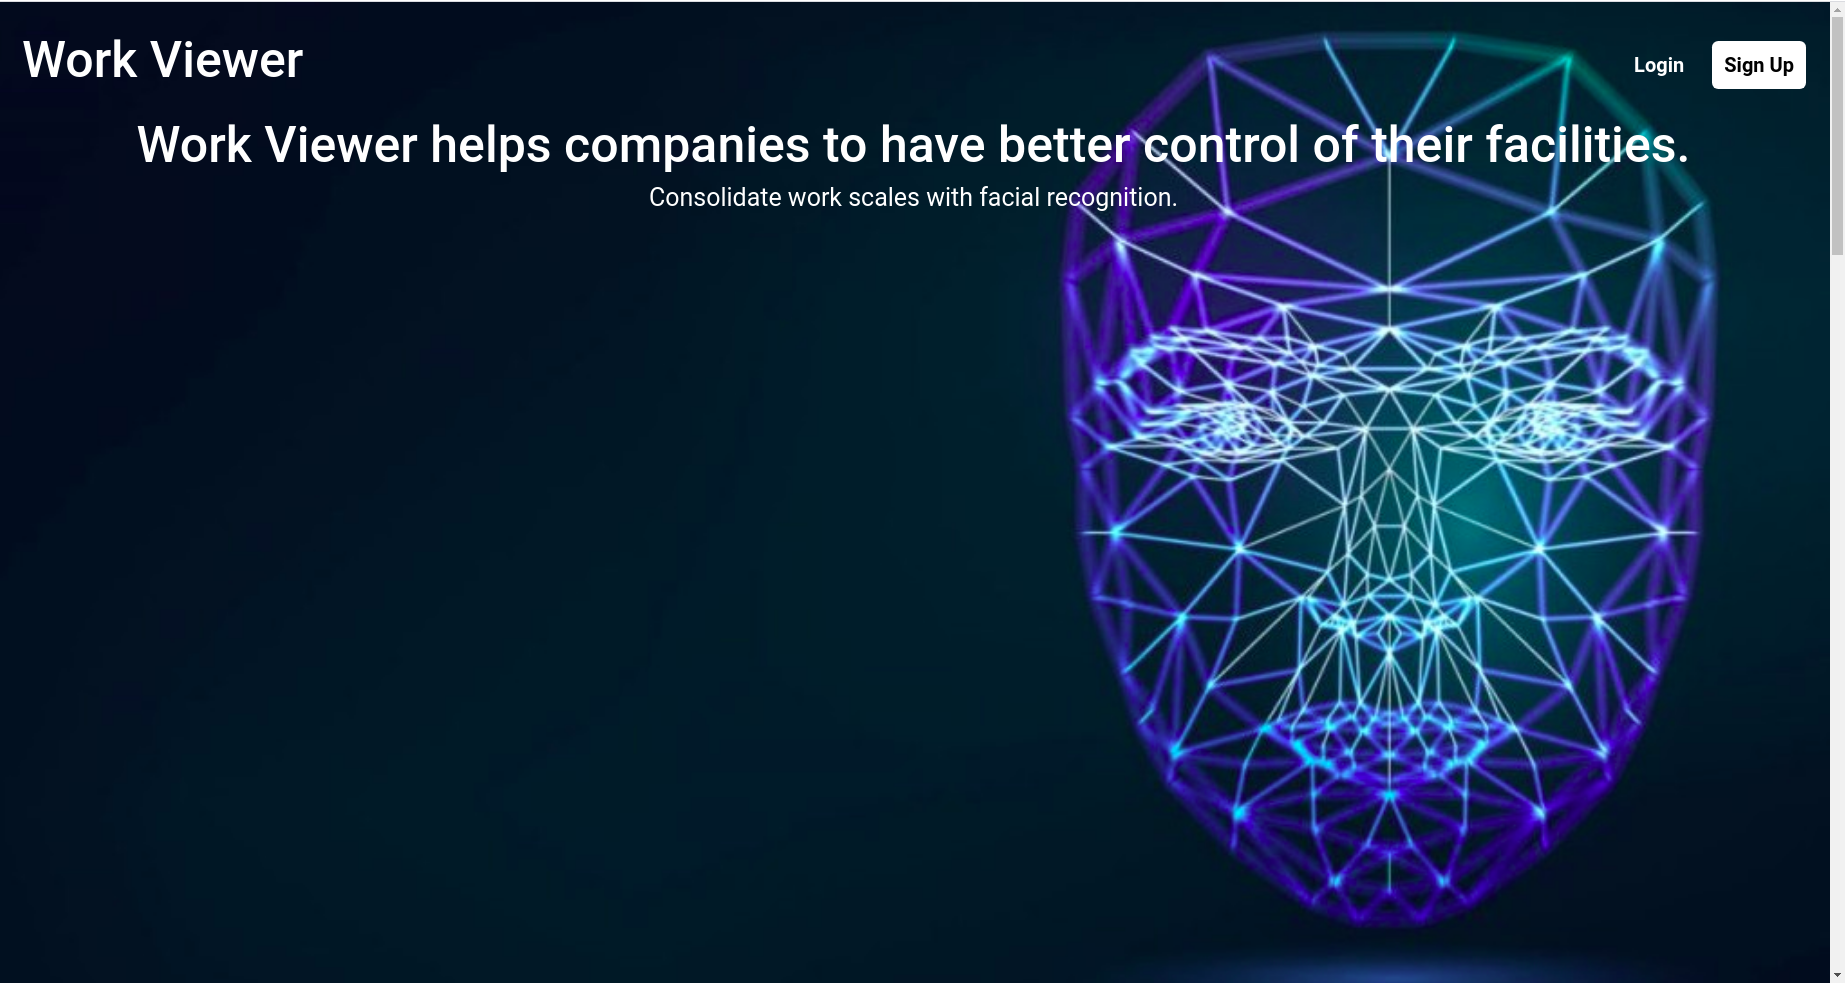 Work Viewer
Login
Sign Up
Work Viewer helps companies to have better control of their facilities.
Consolidate work scales with facial recognition.